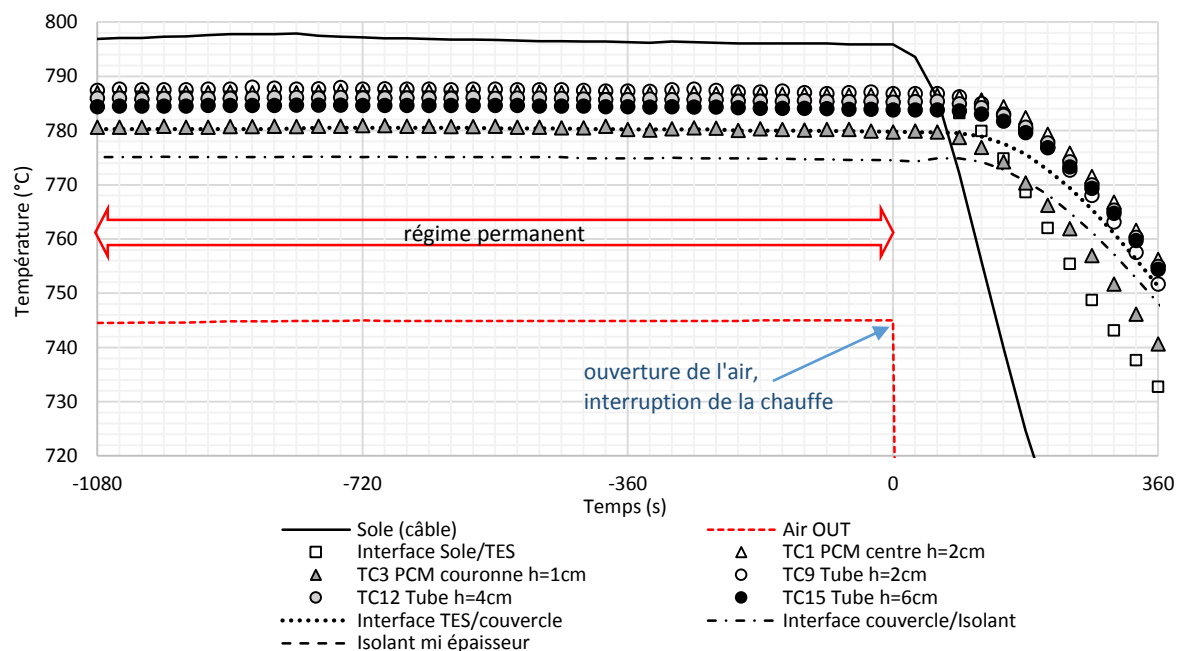 800
790
780
770
760
750
740
730
720
Température (°C)
régime permanent
ouverture de l'air,
interruption de la chauffe
-1080
-720
-360
0
360
Temps (s)
Sole (câble)
Air OUT
Interface Sole/TES
TC1 PCM centre h=2cm
TC3 PCM couronne h=1cm
TC9 Tube h=2cm
TC12 Tube h=4cm
TC15 Tube h=6cm
Interface TES/couvercle
Interface couvercle/Isolant
Isolant mi épaisseur